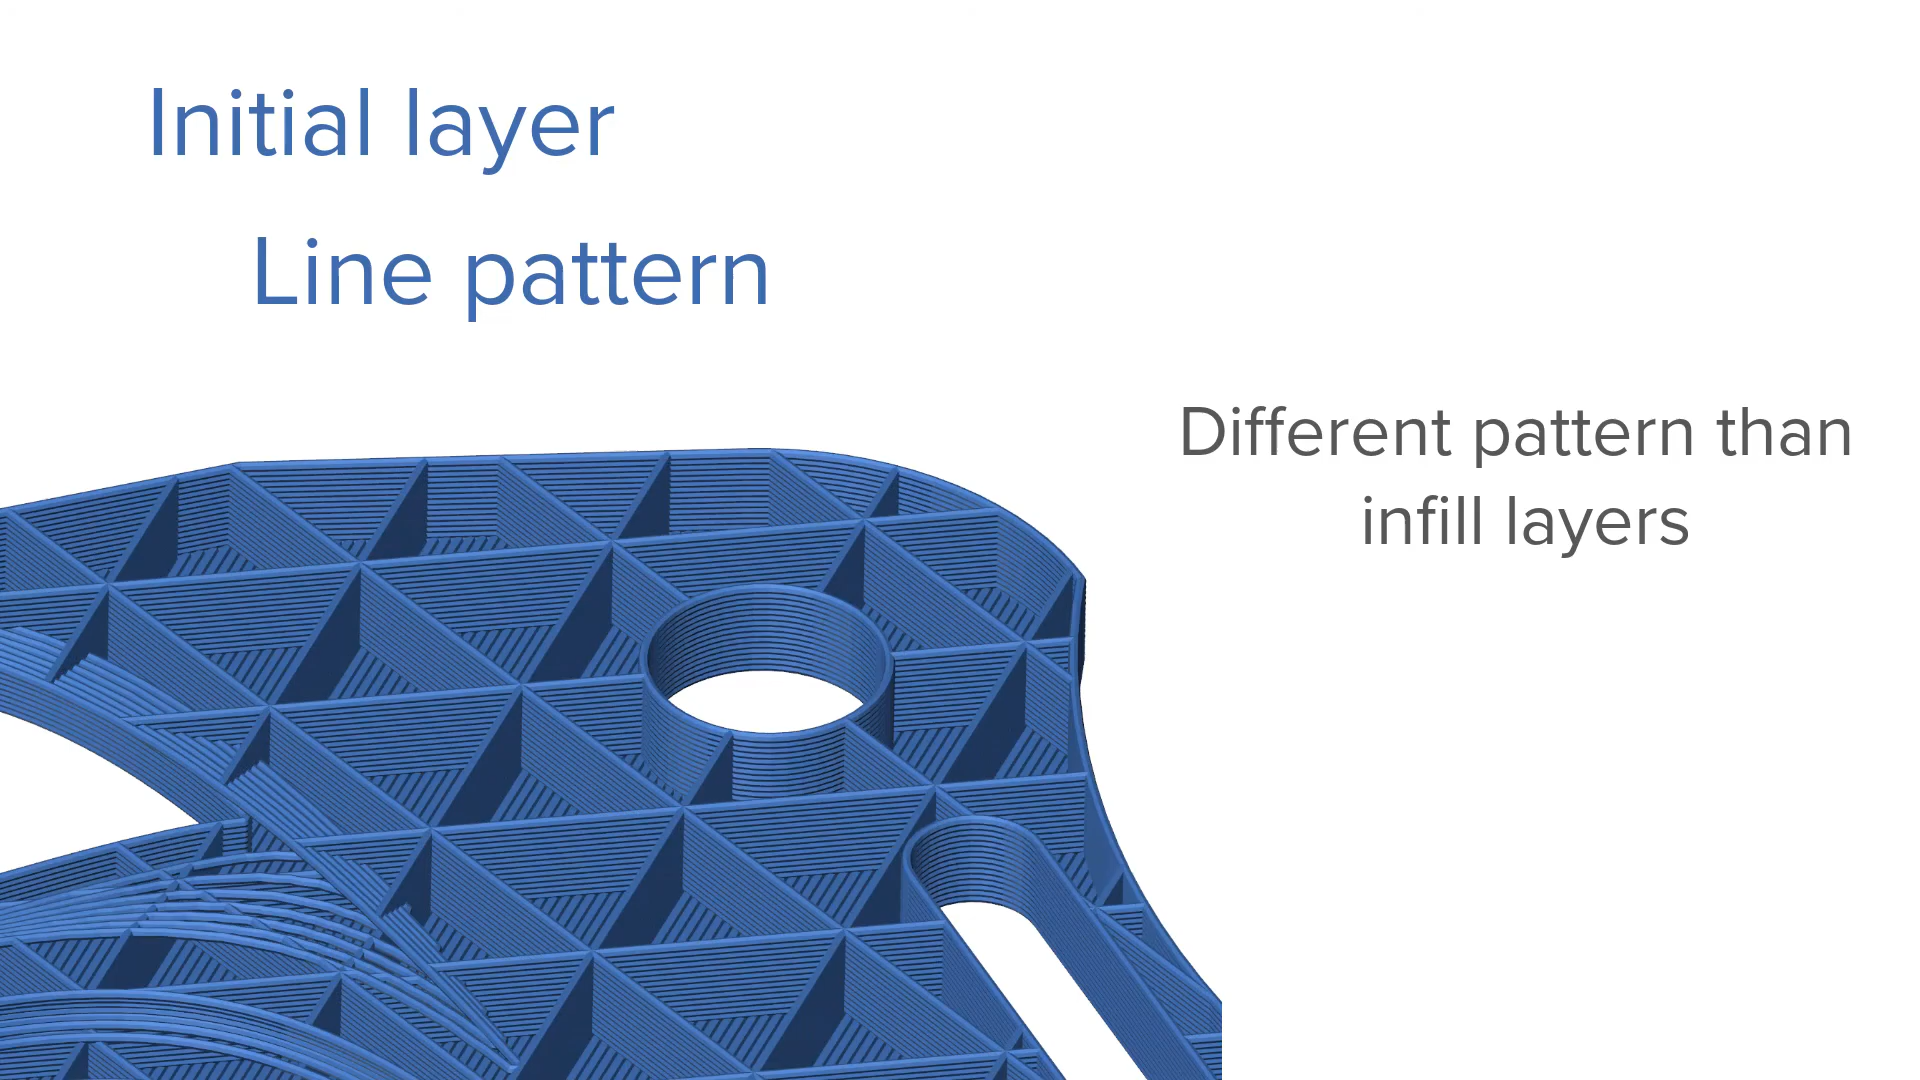 Initial layer
Line pattern
Different pattern than
infill layers